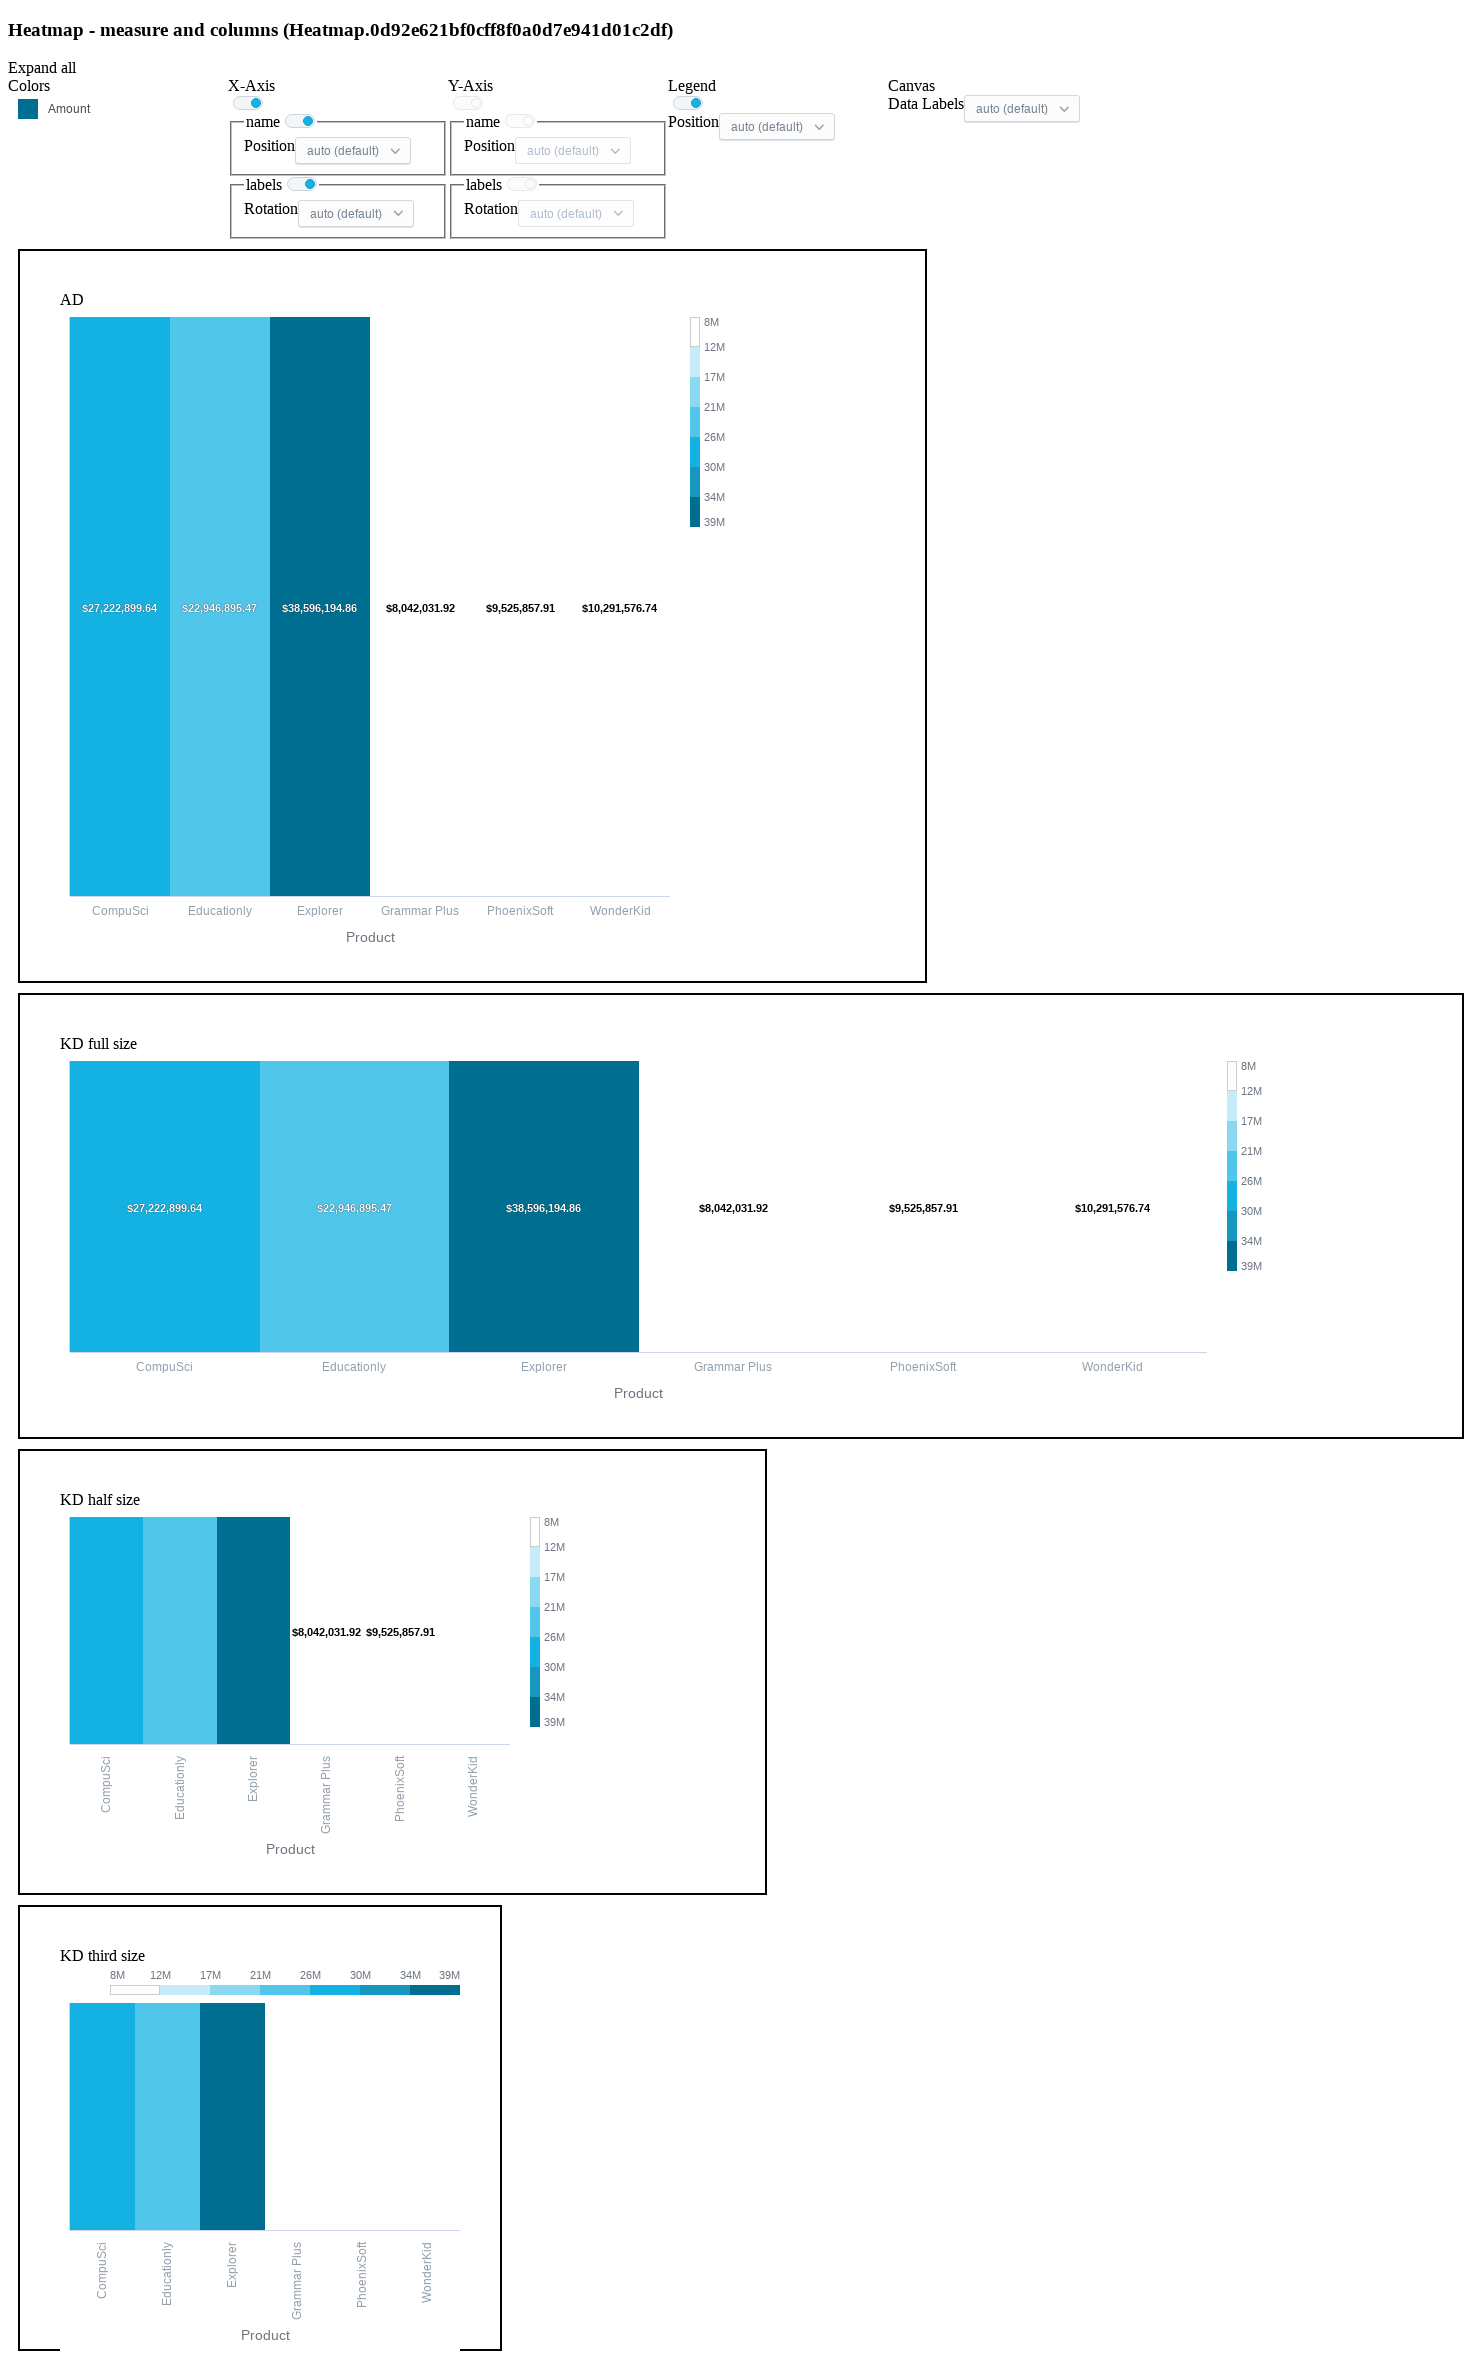 Heatmap - measure and columns (Heatmap.0d92e621bf0cff8f0a0d7e941d01c2df)
Expand all
Colors
Amount
X-Axis
name
Position auto (default)
labels
Rotation auto (default)
Y-Axis
name
Position auto (default)
labels
Rotation auto (default)
Legend
Position auto (default)
Canvas
Data Labels auto (default)
AD
8M
12M
17M
21M
26M
30M
34M
39M
$27,222,899.64 $22,946,895.47 $38,596,194.86 $8,042,031.92 $9,525,857.91 $10,291,576.74
CompuSci Educationly Explorer Grammar Plus PhoenixSoft WonderKid
Product
KD full size
8M
12M
17M
21M
26M
30M
34M
39M
$27,222,899.64 $22,946,895.47 $38,596,194.86 $8,042,031.92 $9,525,857.91 $10,291,576.74
CompuSci Educationly Explorer Grammar Plus PhoenixSoft WonderKid
Product
KD half size
8M
12M
17M
21M
26M
30M
34M
39M
$8,042,031.92 $9,525,857.91
CompuSci
Educationly
Explorer
Grammar Plus
PhoenixSoft
WonderKid
Product
KD third size
8M 12M 17M 21M 26M 30M 34M 39M
CompuSci
Educationly
Explorer
Grammar Plus
PhoenixSoft
WonderKid
Product